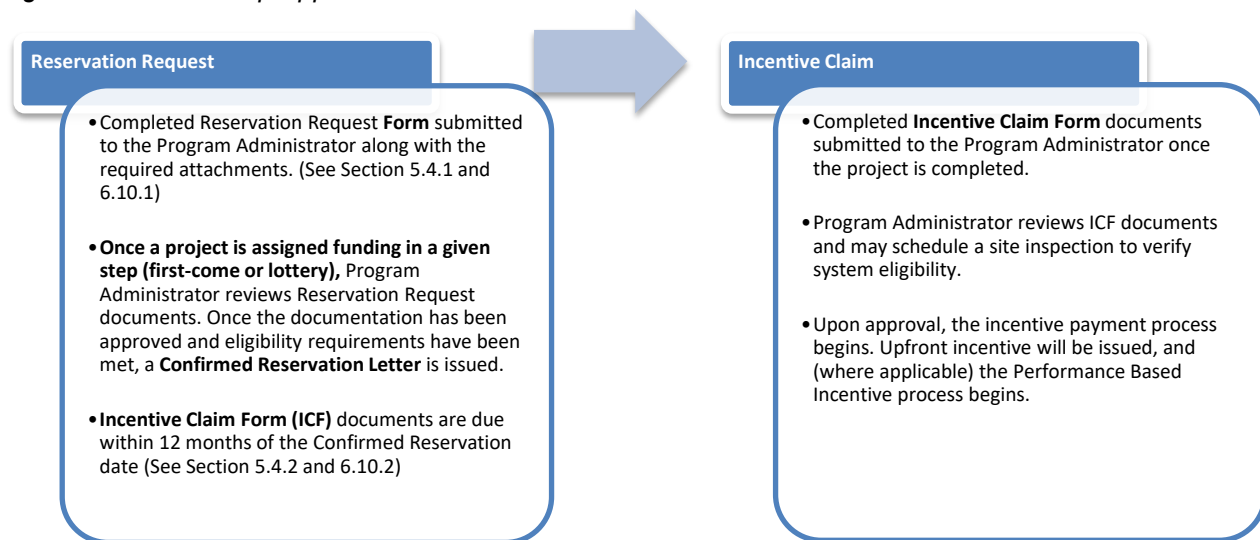 Reservation Request
•Completed Reservation Request Form submitted
to the Program Administrator along with the
required attachments. (See Section 5.4.1 and
6.10.1)
•Once a project is assigned funding in a given
step (first-come or lottery), Program
Administrator reviews Reservation Request
documents. Once the documentation has been
approved and eligibility requirements have been
met, a Confirmed Reservation Letter is issued.
•Incentive Claim Form (ICF) documents are due
within 12 months of the Confirmed Reservation
date (See Section 5.4.2 and 6.10.2)
Incentive Claim
•Completed Incentive Claim Form documents
submitted to the Program Administrator once
the project is completed.
•Program Administrator reviews ICF documents
and may schedule a site inspection to verify
system eligibility.
•Upon approval, the incentive payment process
begins. Upfront incentive will be issued, and
(where applicable) the Performance Based
Incentive process begins.